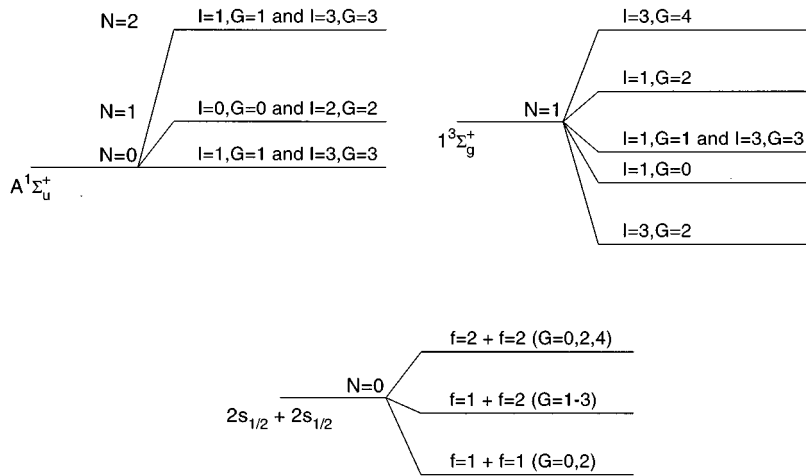 N=2
I=1,G=1 and I=3,G=3
N=1
I=0,G=0 and I=2,G=2
N=0
I=1,G=1 and I=3,G=3
A¹Σᵤ⁺
I=3,G=4
I=1,G=2
N=1
1³Σg⁺
I=1,G=1 and I=3,G=3
I=1,G=0
I=3,G=2
f=2 + f=2 (G=0,2,4)
N=0
2s₁/₂ + 2s₁/₂
f=1 + f=2 (G=1-3)
f=1 + f=1 (G=0,2)